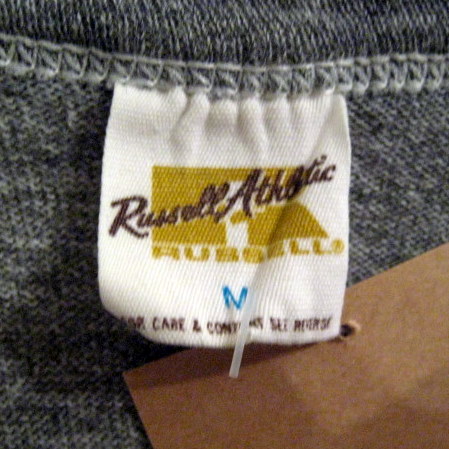 Russell Athletic
RUSSELL®
M
FOR CARE & CONTENT SEE REVERSE